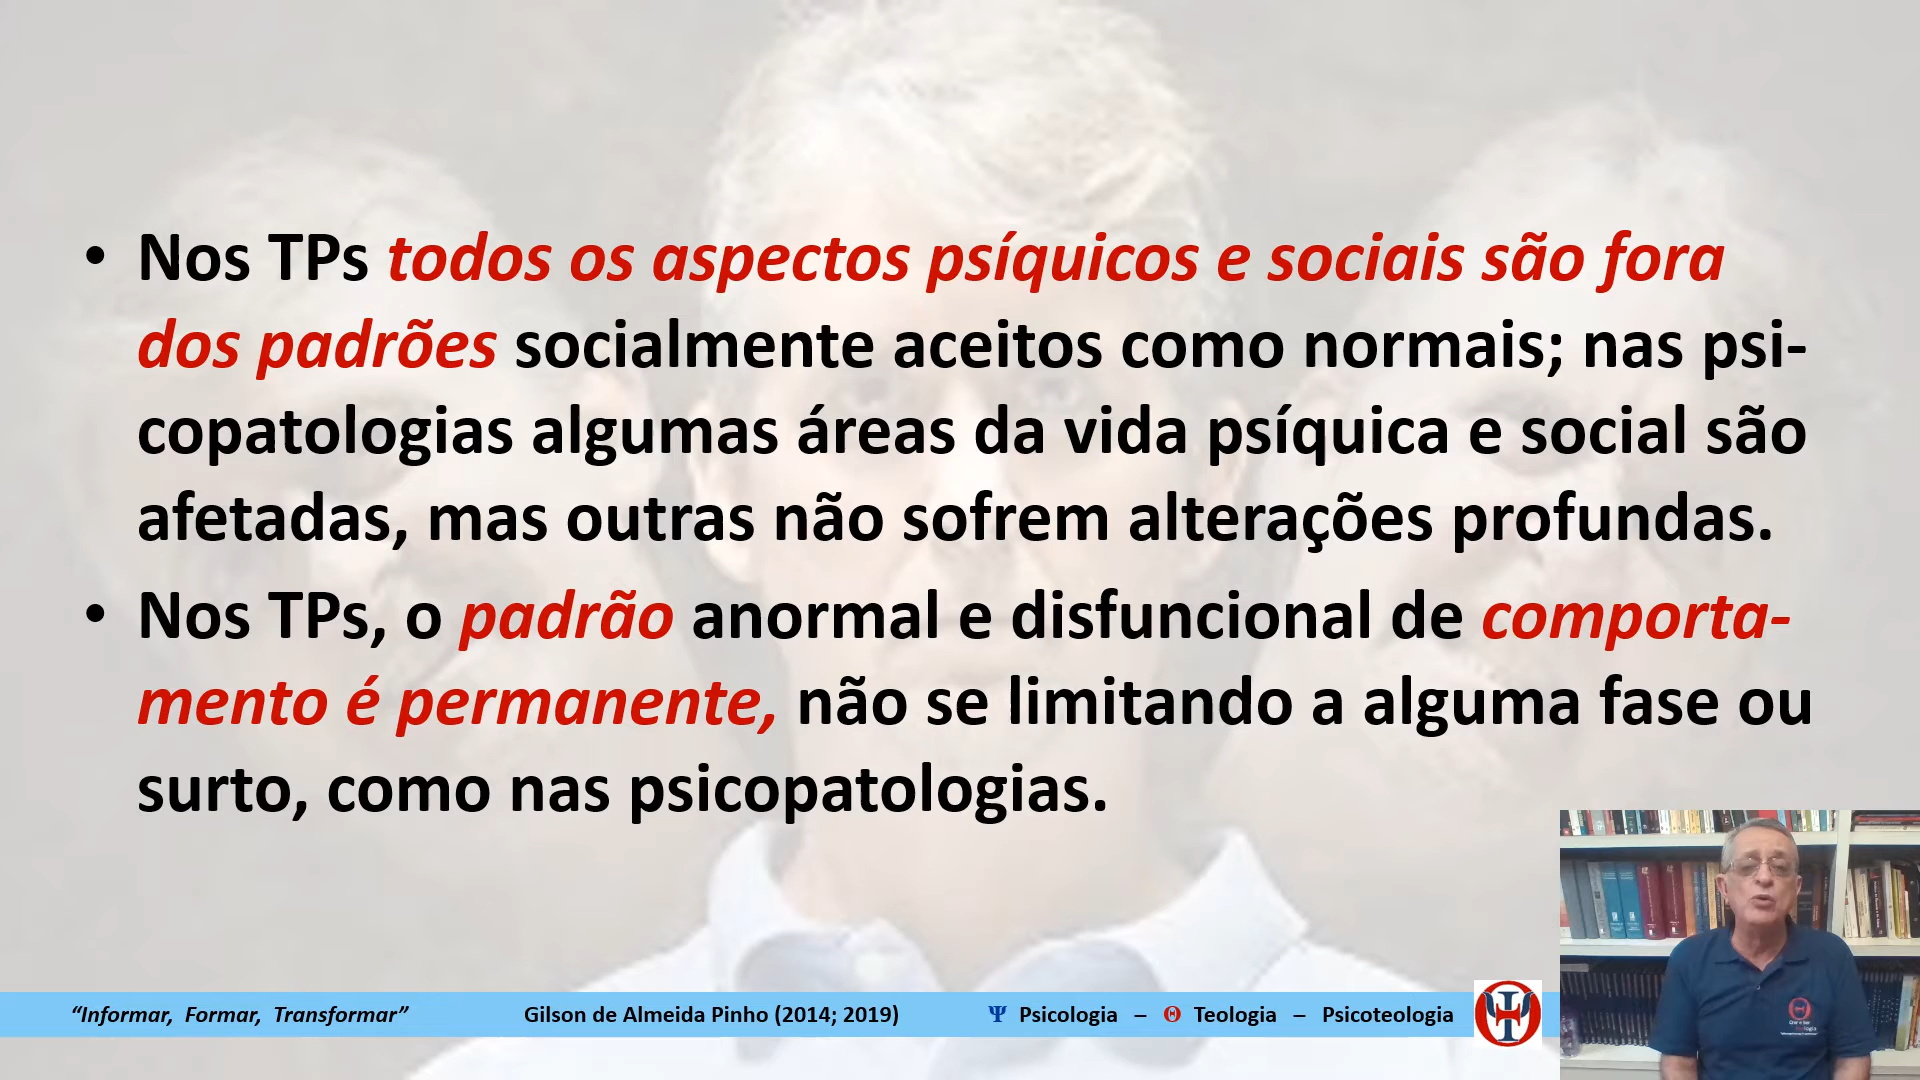 • Nos TPs todos os aspectos psíquicos e sociais são fora
dos padrões socialmente aceitos como normais; nas psi-
copatologias algumas áreas da vida psíquica e social são
afetadas, mas outras não sofrem alterações profundas.
• Nos TPs, o padrão anormal e disfuncional de comporta-
mento é permanente, não se limitando a alguma fase ou
surto, como nas psicopatologias.
“Informar, Formar, Transformar” Gilson de Almeida Pinho (2014; 2019) Ψ Psicologia – Θ Teologia – Psicoteologia